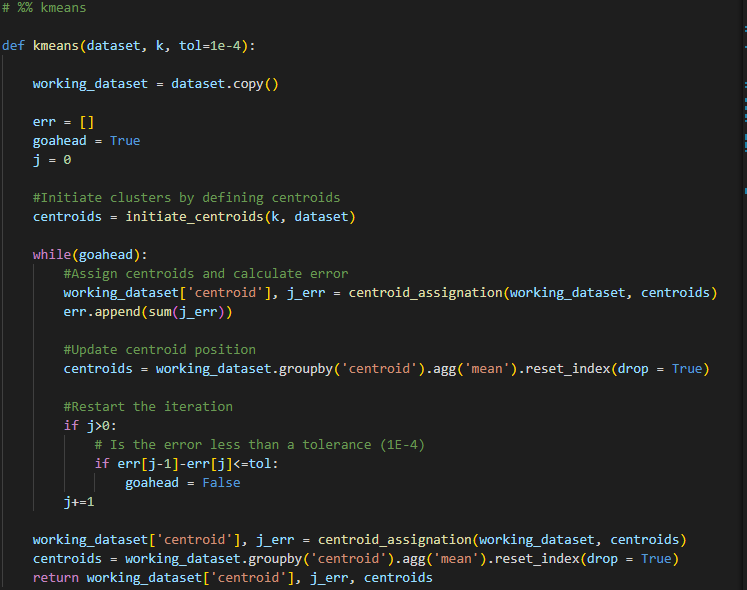 # %% kmeans
def kmeans(dataset, k, tol=1e-4):
working_dataset = dataset.copy()
err = []
goahead = True
j = 0
#Initiate clusters by defining centroids
centroids = initiate_centroids(k, dataset)
while(goahead):
#Assign centroids and calculate error
working_dataset['centroid'], j_err = centroid_assignation(working_dataset, centroids)
err.append(sum(j_err))
#Update centroid position
centroids = working_dataset.groupby('centroid').agg('mean').reset_index(drop = True)
#Restart the iteration
if j>0:
# Is the error less than a tolerance (1E-4)
if err[j-1]-err[j]<=tol:
goahead = False
j+=1
working_dataset['centroid'], j_err = centroid_assignation(working_dataset, centroids)
centroids = working_dataset.groupby('centroid').agg('mean').reset_index(drop = True)
return working_dataset['centroid'], j_err, centroids